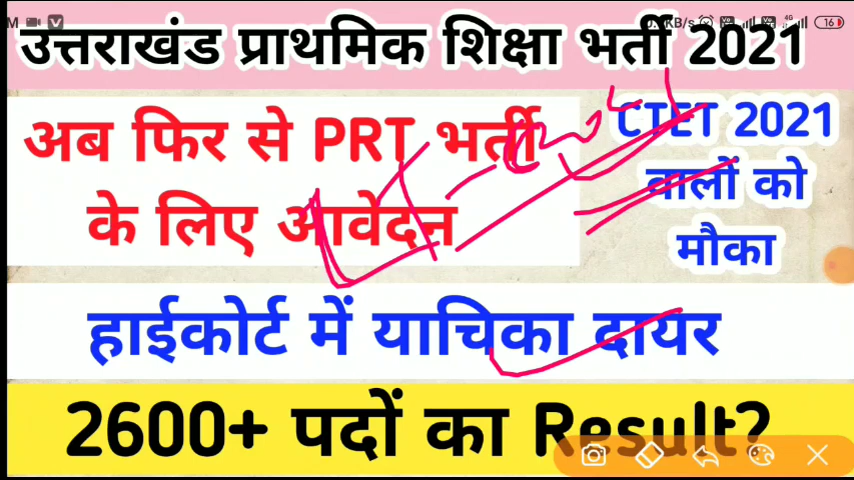 उत्तराखंड प्राथमिक शिक्षा भर्ती 2021
अब फिर से PRT भर्ती
के लिए आवेदन
CTET 2021
वालों को
मौका
हाईकोर्ट में याचिका दायर
2600+ पदों का Result?